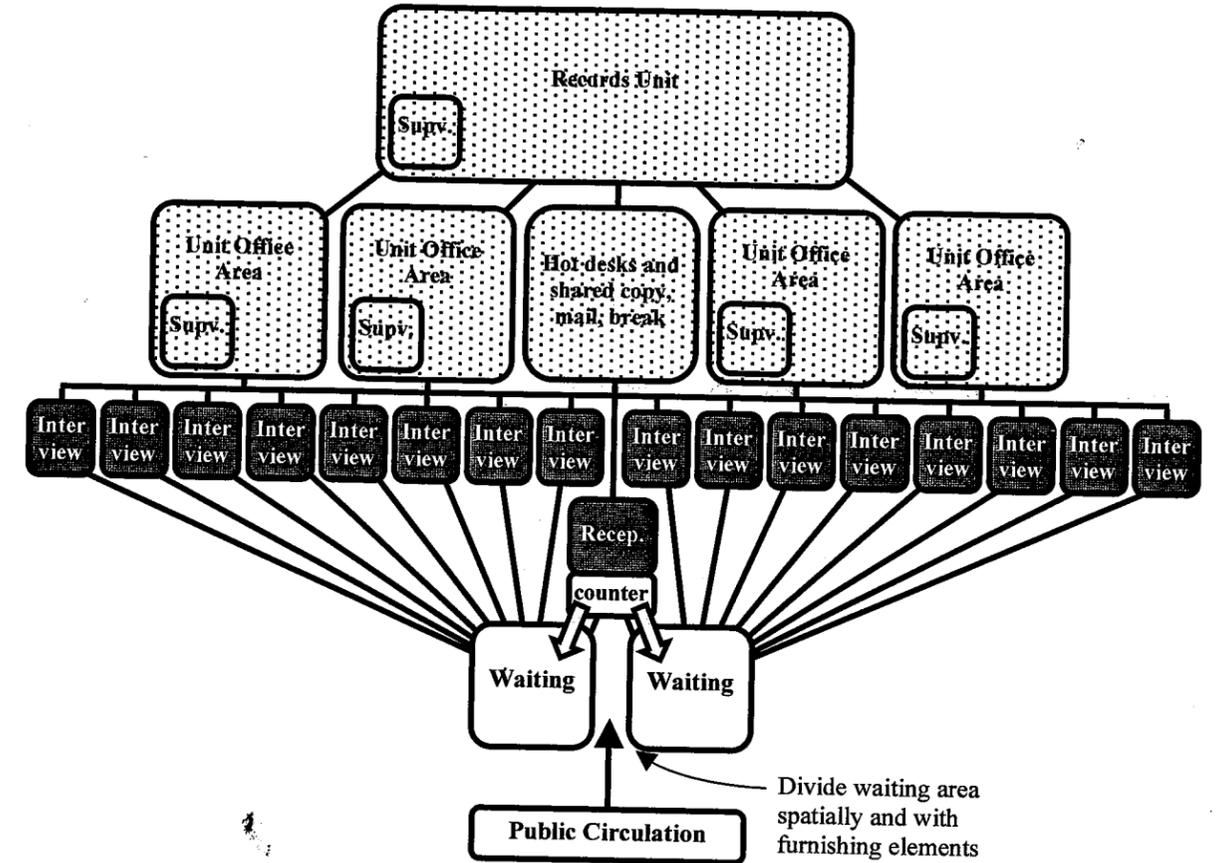 Records Unit
Supv.
Unit Office
Area
Supv.
Unit Office
Area
Supv.
Hot desks and
shared copy,
mail, break
Unit Office
Area
Supv.
Unit Office
Area
Supv.
Inter
view
Inter
view
Inter
view
Inter
view
Inter
view
Inter
view
Inter
view
Inter-
view
Inter
view
Inter
view
Inter
view
Inter
view
Inter
view
Inter
view
Inter
view
Inter
view
Recep.
counter
Waiting
Waiting
Divide waiting area
spatially and with
furnishing elements
Public Circulation